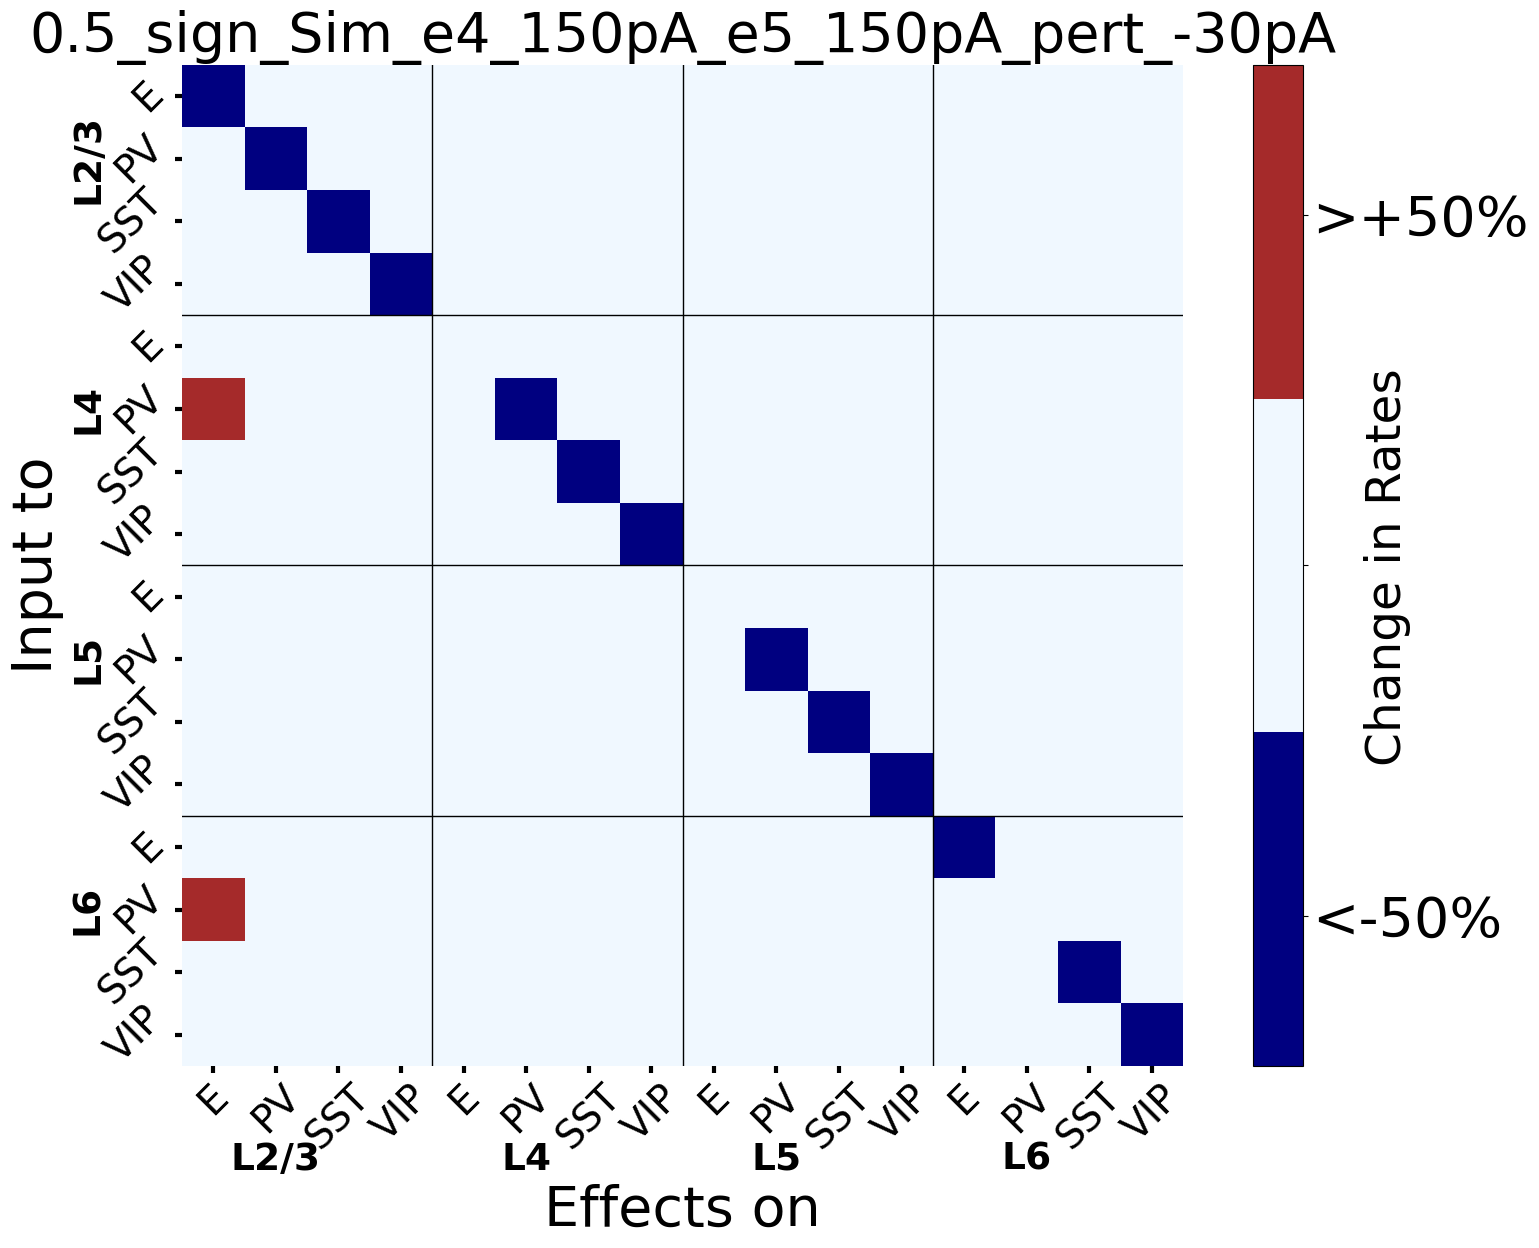 0.5_sign_Sim_e4_150pA_e5_150pA_pert_-30pA
Input to
L2/3
E
PV
SST
VIP
L4
E
PV
SST
VIP
L5
E
PV
SST
VIP
L6
E
PV
SST
VIP
E PV SST VIP E PV SST VIP E PV SST VIP E PV SST VIP
L2/3 L4 L5 L6
Effects on
>+50%
<-50%
Change in Rates